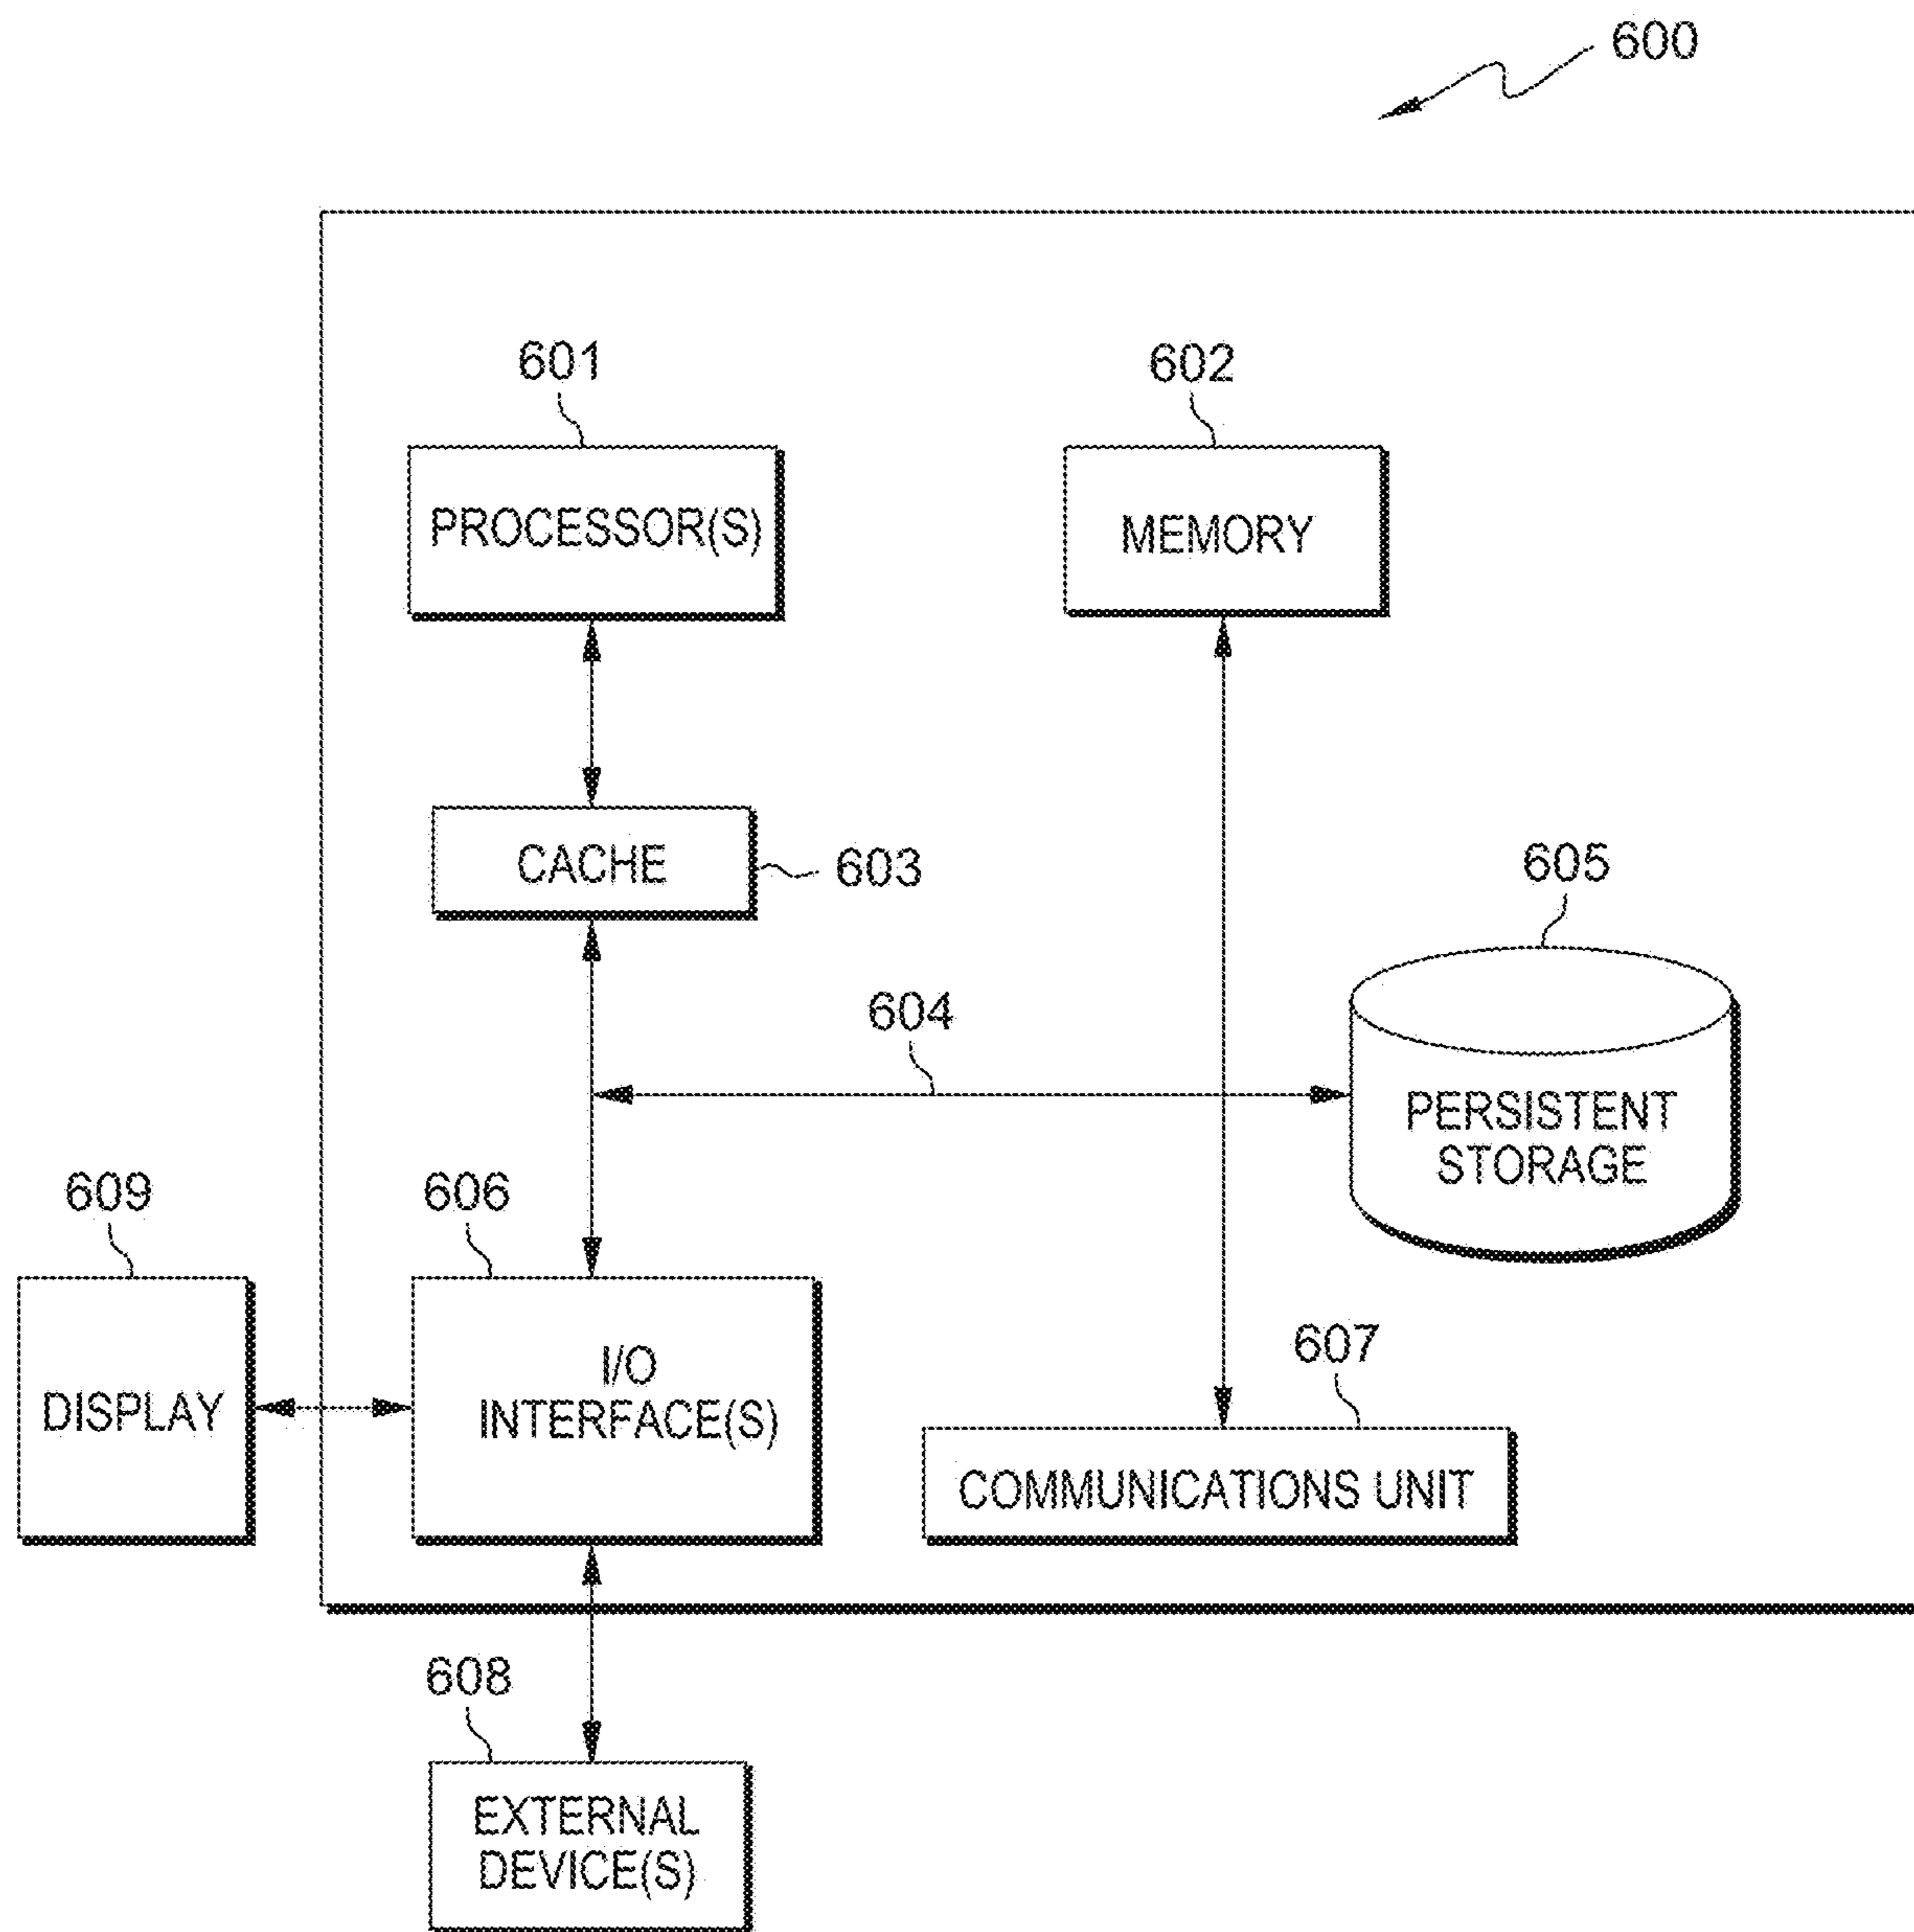 600
601
602
PROCESSOR(S)
MEMORY
CACHE
603
605
604
PERSISTENT
STORAGE
609
606
607
DISPLAY
I/O
INTERFACE(S)
COMMUNICATIONS UNIT
608
EXTERNAL
DEVICE(S)